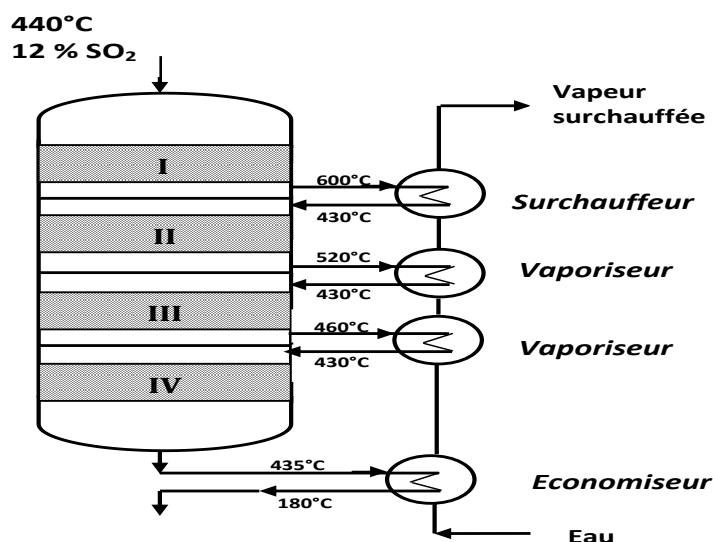 440°C
12 % SO₂
Vapeur
surchauffée
I
600°C
Surchauffeur
430°C
II
520°C
Vaporiseur
430°C
III
460°C
Vaporiseur
430°C
IV
435°C
Economiseur
180°C
Eau